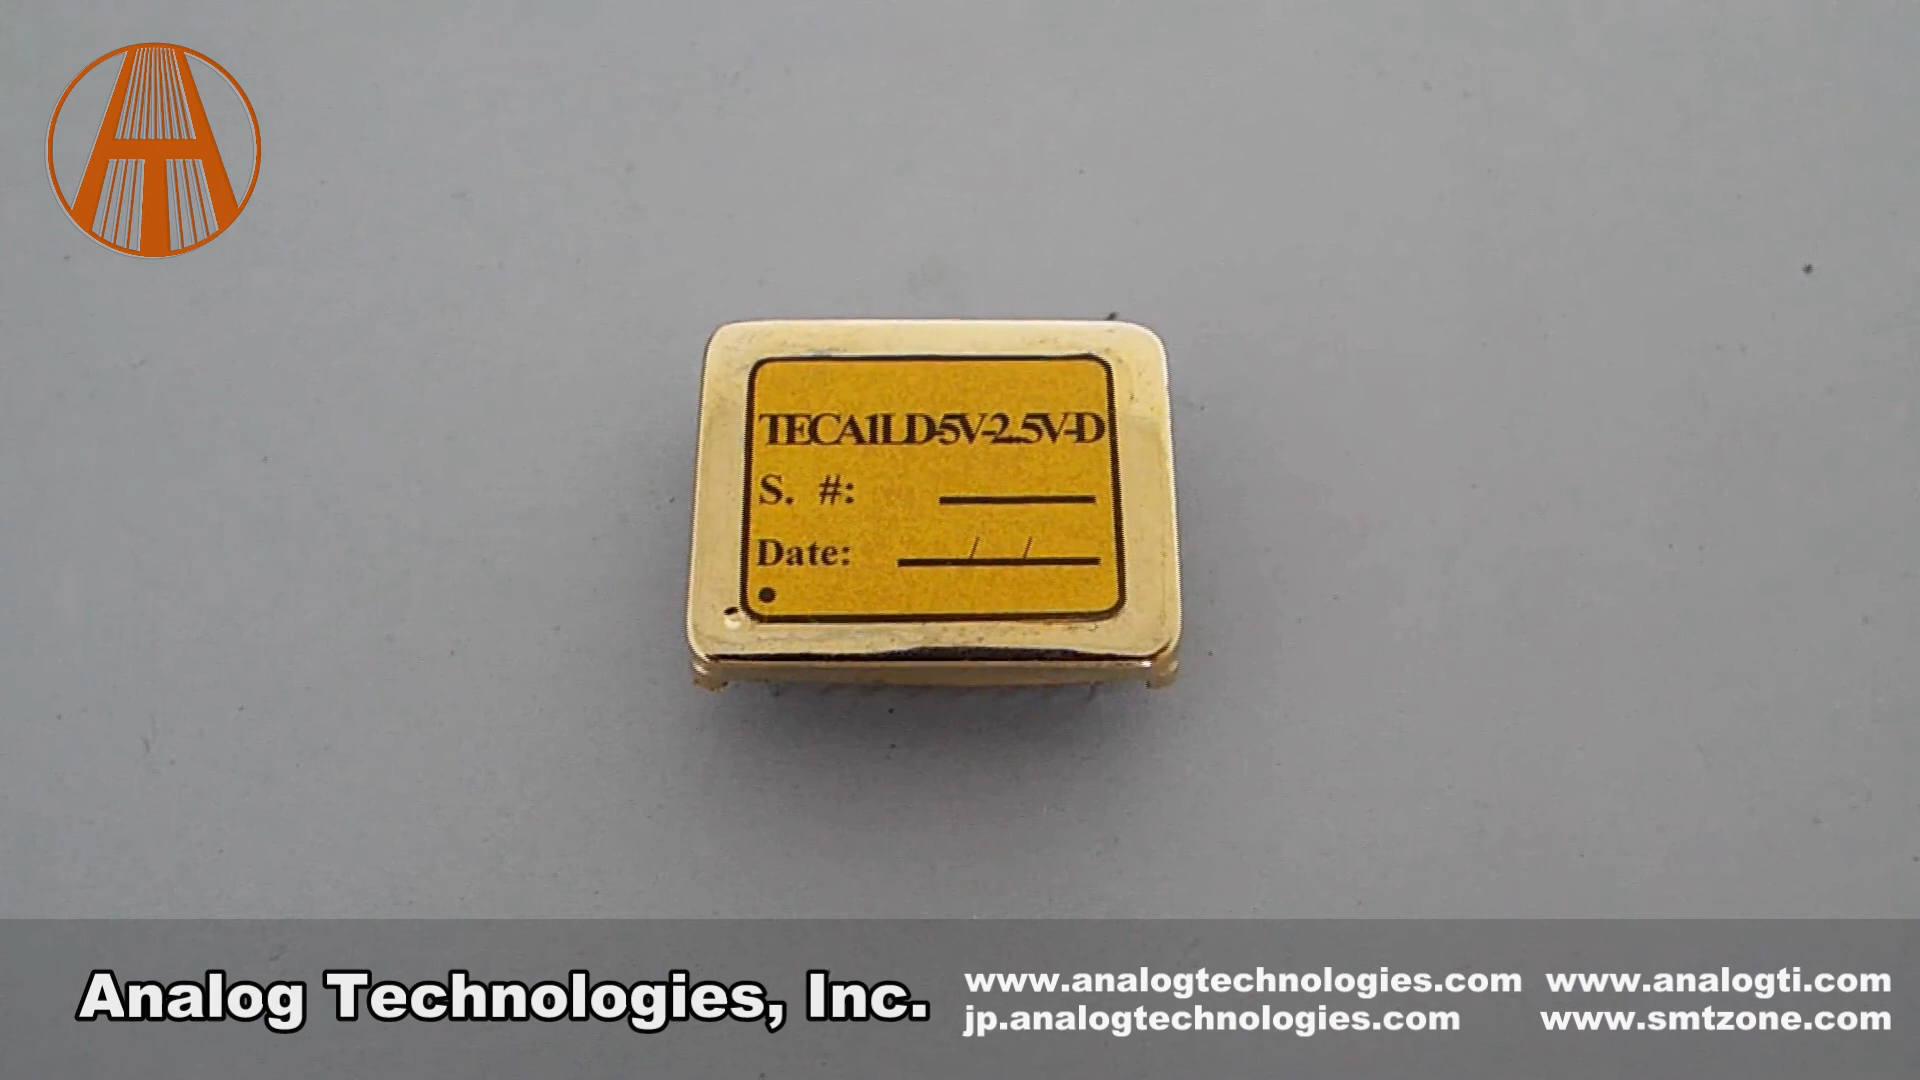 TECA1LD-5V-2.5V-D
S. #:
Date: / /
Analog Technologies, Inc.
www.analogtechnologies.com www.analogti.com
jp.analogtechnologies.com www.smtzone.com